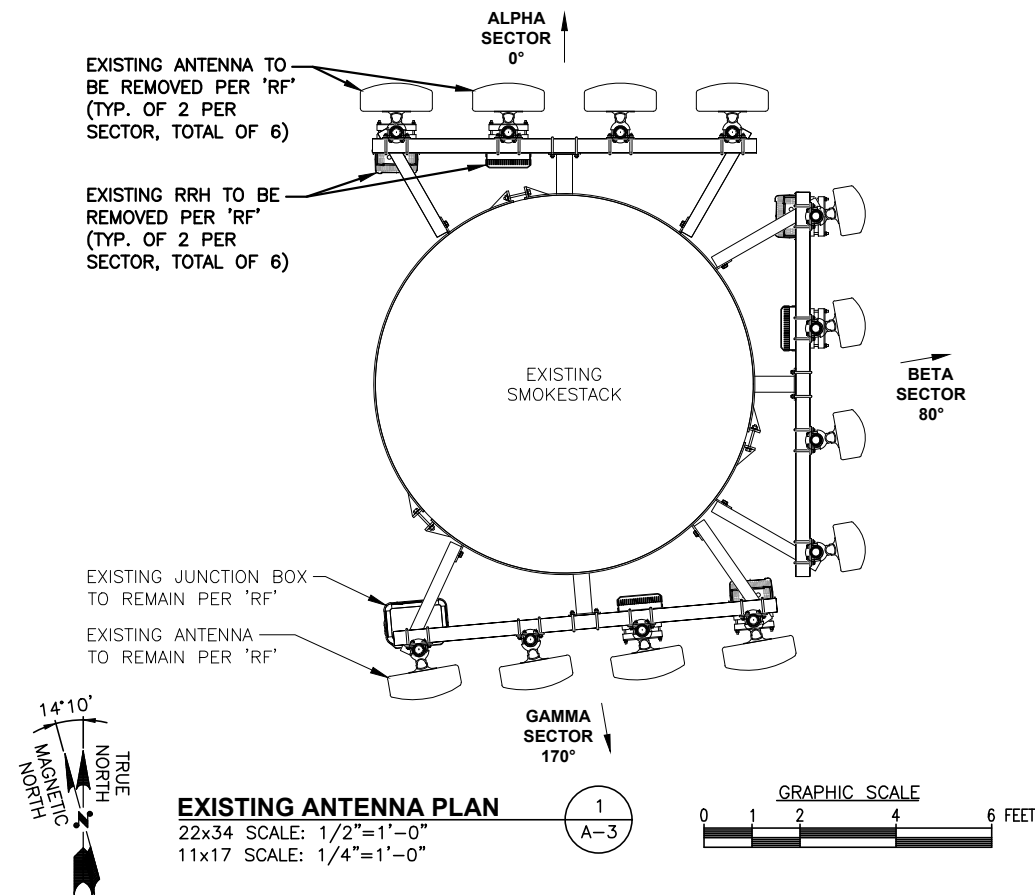 ALPHA
SECTOR
0°
EXISTING ANTENNA TO
BE REMOVED PER 'RF'
(TYP. OF 2 PER
SECTOR, TOTAL OF 6)
EXISTING RRH TO BE
REMOVED PER 'RF'
(TYP. OF 2 PER
SECTOR, TOTAL OF 6)
EXISTING
SMOKESTACK
BETA
SECTOR
80°
EXISTING JUNCTION BOX
TO REMAIN PER 'RF'
EXISTING ANTENNA
TO REMAIN PER 'RF'
GAMMA
SECTOR
170°
14°10'
TRUE
NORTH
MAGNETIC
NORTH
N
EXISTING ANTENNA PLAN
22x34 SCALE: 1/2"=1'-0"
11x17 SCALE: 1/4"=1'-0"
1
A-3
GRAPHIC SCALE
0 1 2 4 6 FEET